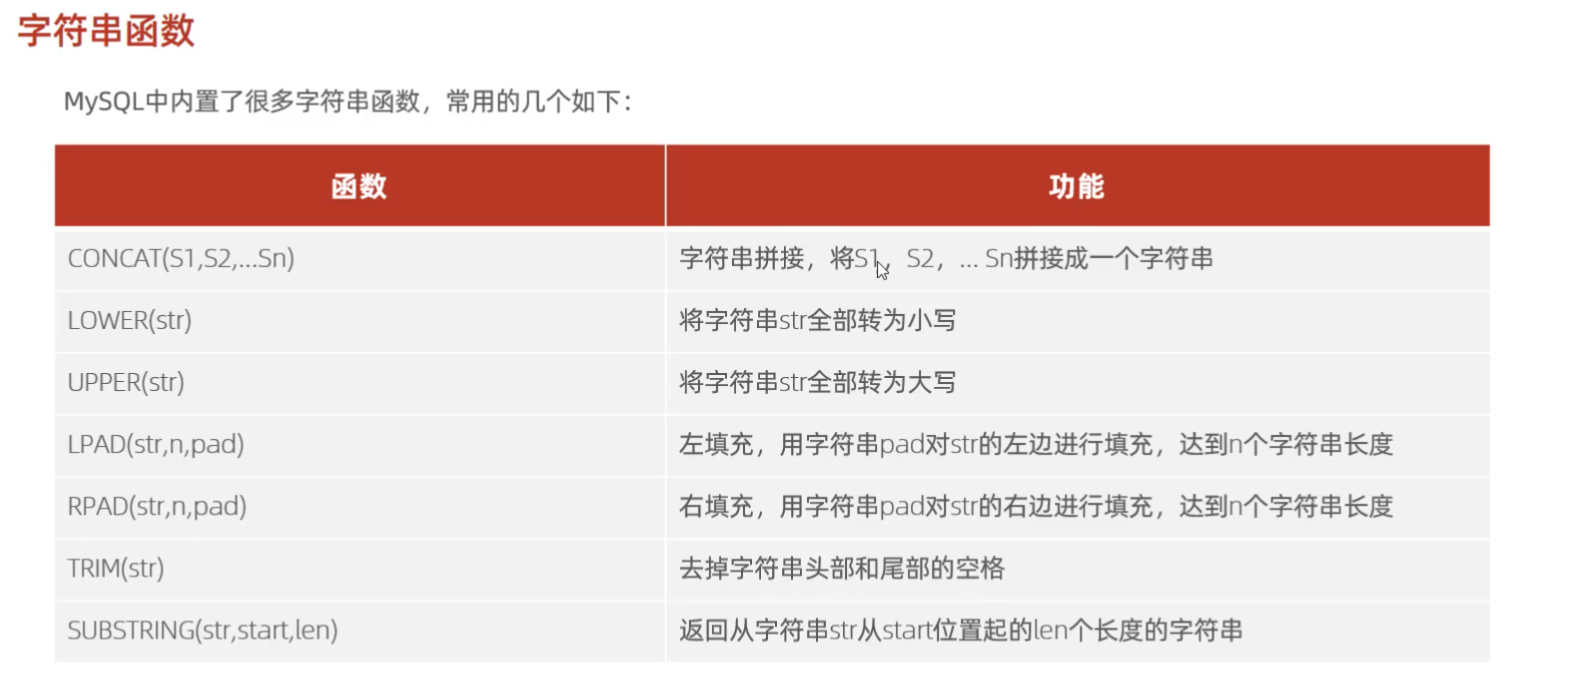 字符串函数
MySQL中内置了很多字符串函数，常用的几个如下：
函数 功能
CONCAT(S1,S2,...Sn) 字符串拼接，将S1，S2，... Sn拼接成一个字符串
LOWER(str) 将字符串str全部转为小写
UPPER(str) 将字符串str全部转为大写
LPAD(str,n,pad) 左填充，用字符串pad对str的左边进行填充，达到n个字符串长度
RPAD(str,n,pad) 右填充，用字符串pad对str的右边进行填充，达到n个字符串长度
TRIM(str) 去掉字符串头部和尾部的空格
SUBSTRING(str,start,len) 返回从字符串str从start位置起的len个长度的字符串